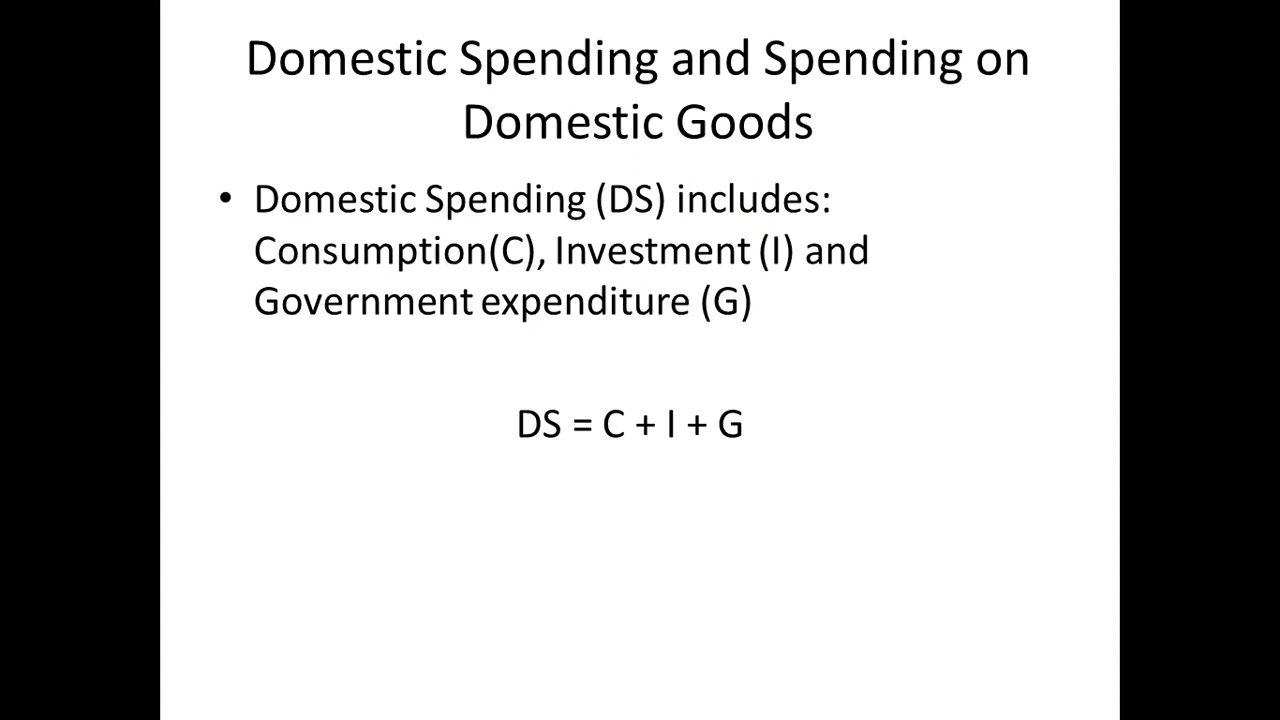 Domestic Spending and Spending on
Domestic Goods
• Domestic Spending (DS) includes:
Consumption(C), Investment (I) and
Government expenditure (G)
DS = C + I + G